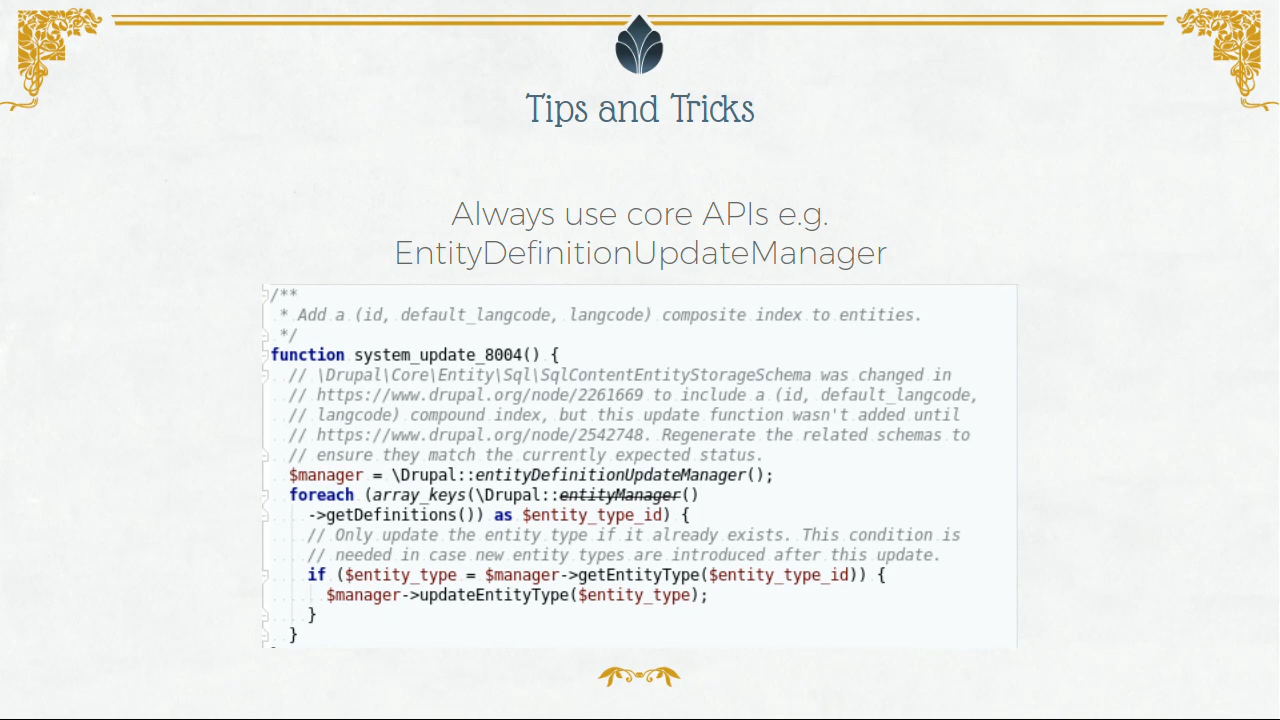 Tips and Tricks
Always use core APIs e.g.
EntityDefinitionUpdateManager
/**
 * Add a (id, default_langcode, langcode) composite index to entities.
 */
function system_update_8004() {
  // \Drupal\Core\Entity\Sql\SqlContentEntityStorageSchema was changed in
  // https://www.drupal.org/node/2261669 to include a (id, default_langcode,
  // langcode) compound index, but this update function wasn't added until
  // https://www.drupal.org/node/2542748. Regenerate the related schemas to
  // ensure they match the currently expected status.
  $manager = \Drupal::entityDefinitionUpdateManager();
  foreach (array_keys(\Drupal::entityManager()
    ->getDefinitions()) as $entity_type_id) {
    // Only update the entity type if it already exists. This condition is
    // needed in case new entity types are introduced after this update.
    if ($entity_type = $manager->getEntityType($entity_type_id)) {
      $manager->updateEntityType($entity_type);
    }
  }